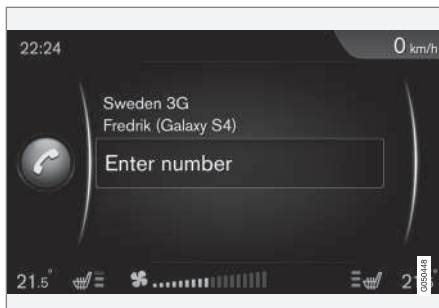 22:24
0 km/h
Sweden 3G
Fredrik (Galaxy S4)
Enter number
21.5°
G050448